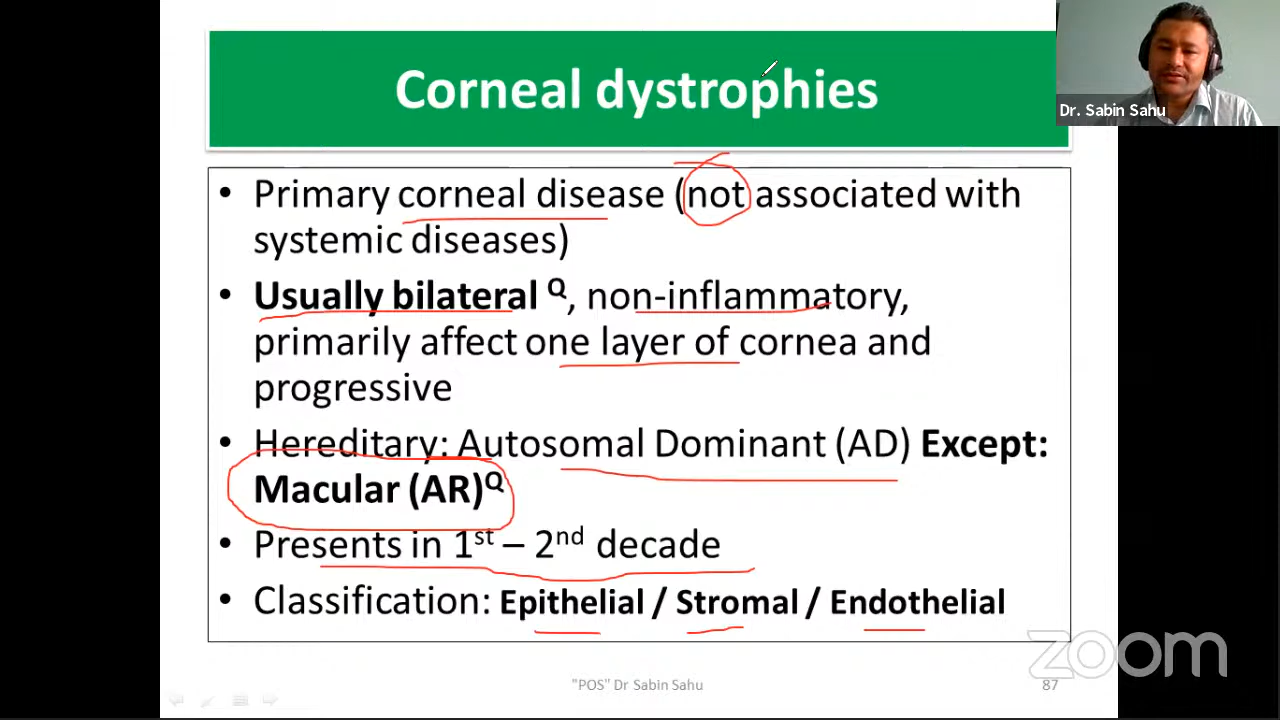 Corneal dystrophies
Dr. Sabin Sahu
• Primary corneal disease (not associated with
systemic diseases)
• Usually bilateral Q, non-inflammatory,
primarily affect one layer of cornea and
progressive
• Hereditary: Autosomal Dominant (AD) Except:
Macular (AR)Q
• Presents in 1st – 2nd decade
• Classification: Epithelial / Stromal / Endothelial
zoom
"POS" Dr Sabin Sahu
87